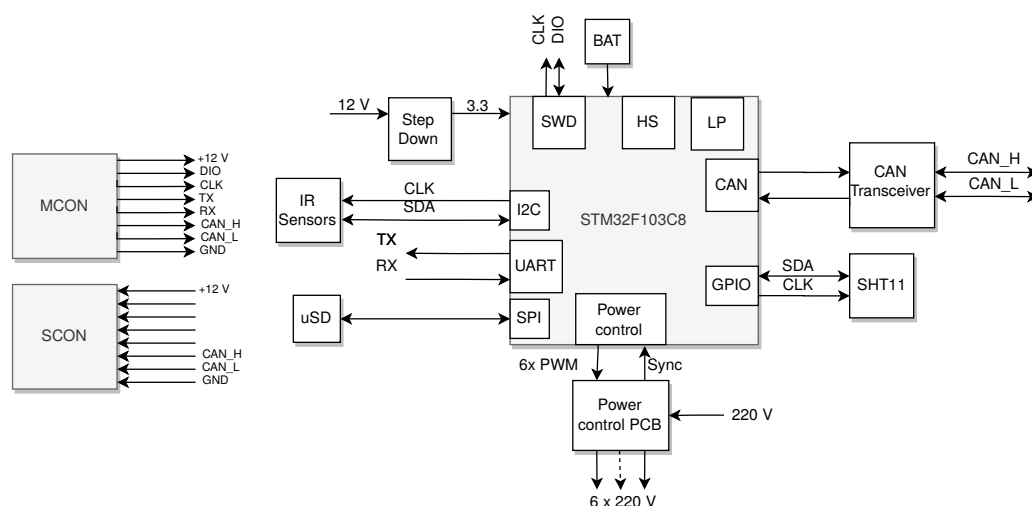 CLK
DIO
BAT
12 V
Step
Down
3.3
SWD
HS
LP
MCON
+12 V
DIO
CLK
TX
RX
CAN_H
CAN_L
GND
IR
Sensors
CLK
SDA
I2C
STM32F103C8
CAN
CAN
Transceiver
CAN_H
CAN_L
TX
RX
UART
GPIO
SDA
CLK
SHT11
SCON
+12 V
CAN_H
CAN_L
GND
uSD
SPI
Power
control
6x PWM
Sync
Power
control PCB
220 V
6 x 220 V